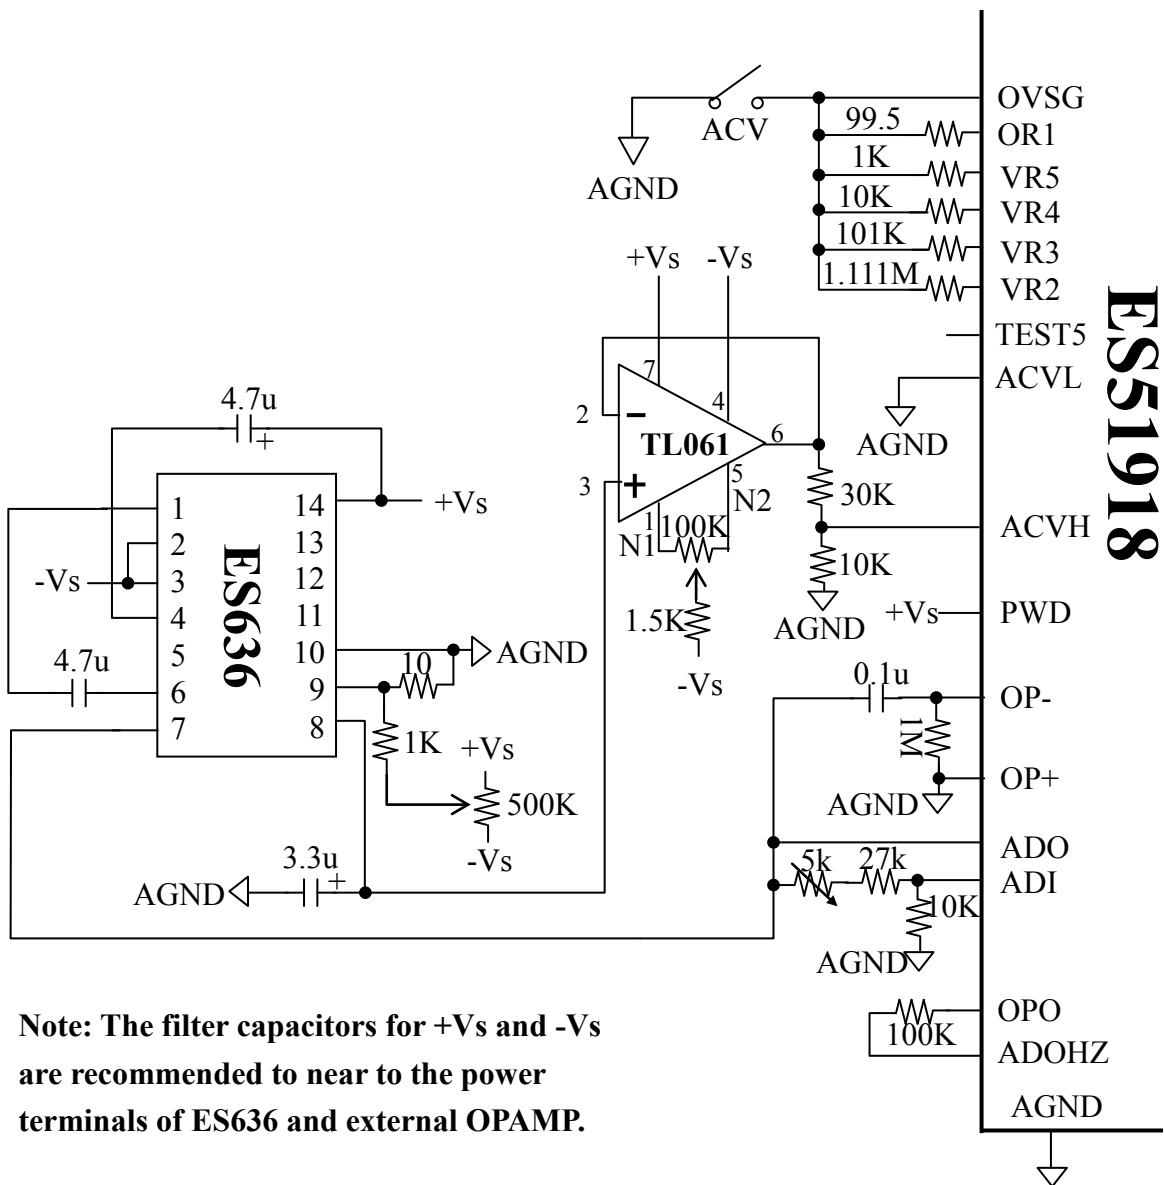 OVSG
ACV
99.5
OR1
AGND
1K
VR5
10K
VR4
101K
VR3
+Vs
-Vs
1.111M
VR2
TEST5
ACVL
AGND
ES51918
7
4
2
TL061
6
3
5
N2
1
N1
100K
30K
ACVH
10K
AGND
1.5K
-Vs
+Vs
PWD
4.7u
+
1
14
+Vs
2
13
-Vs
3
12
4
11
5
10
AGND
4.7u
6
9
10
7
8
ES636
1K
+Vs
500K
-Vs
3.3u
+
AGND
0.1u
OP-
1M
OP+
AGND
ADO
5k
27k
ADI
10K
AGND
OPO
100K
ADOHZ
AGND
Note: The filter capacitors for +Vs and -Vs
are recommended to near to the power
terminals of ES636 and external OPAMP.